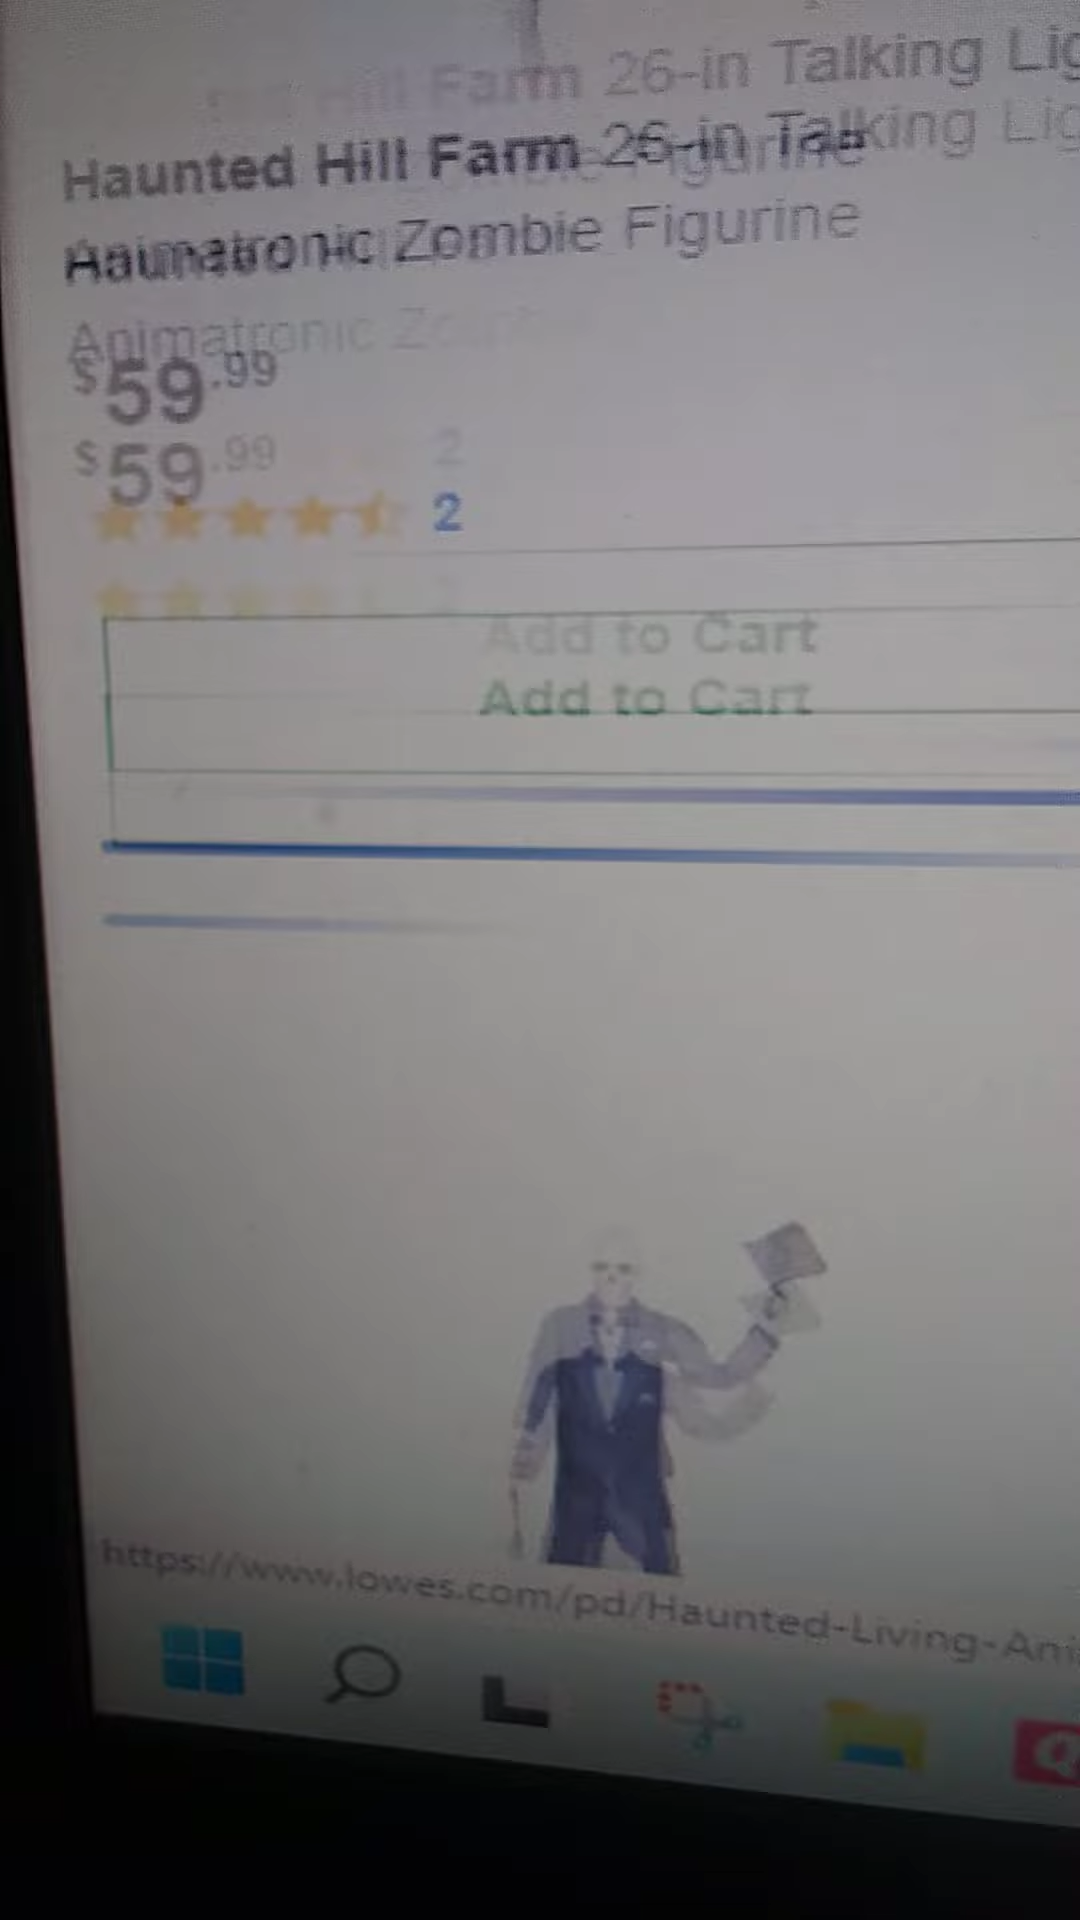 Haunted Hill Farm 26-in Talking Lig
Animatronic Zombie Figurine
$59.99
2
Add to Cart
https://www.lowes.com/pd/Haunted-Living-Ani
Q